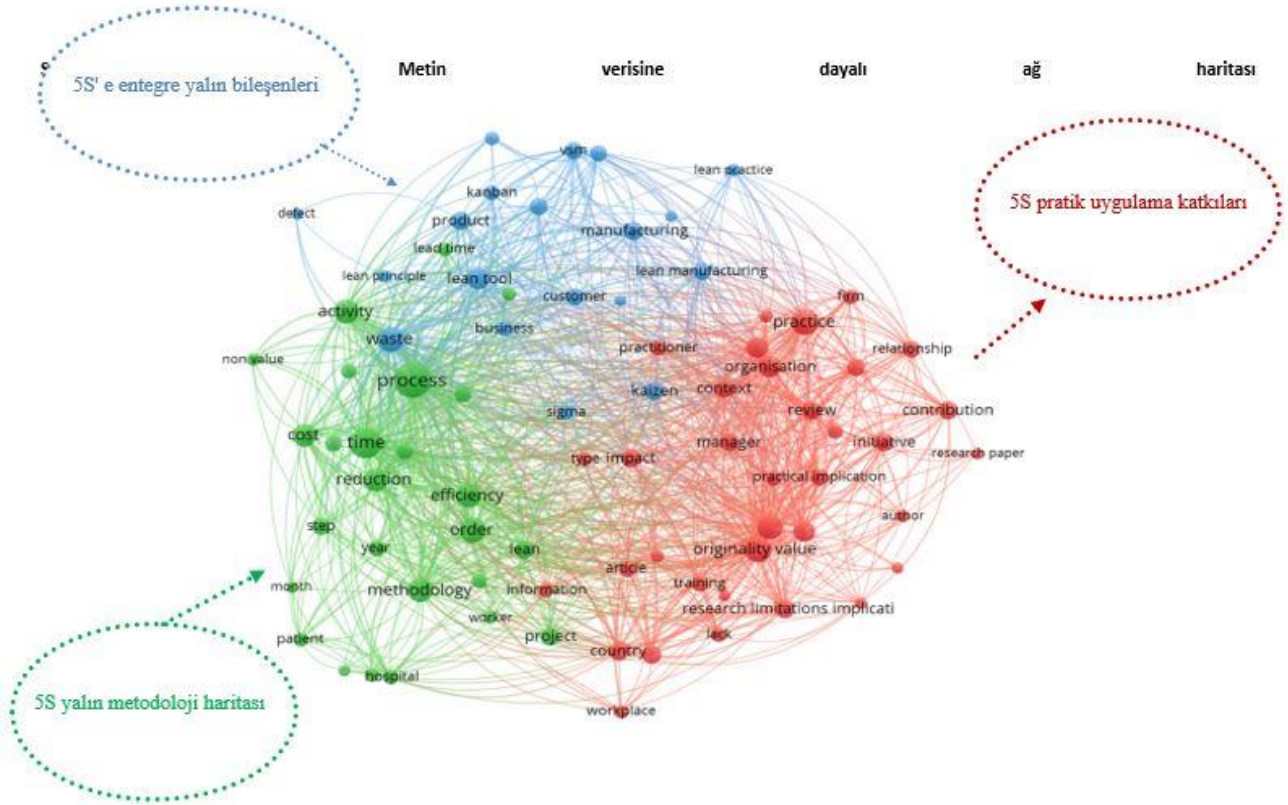 Metin verisine dayalı ağ haritası
5S' e entegre yalın bileşenleri
5S pratik uygulama katkıları
5S yalın metodoloji haritası
vsm
lean practice
kanban
defect
product
manufacturing
lead time
lean principle
lean tool
lean manufacturing
customer
firm
activity
business
practice
waste
practitioner
relationship
non value
organisation
process
context
kaizen
sigma
review
contribution
cost
time
manager
initiative
research paper
type
impact
reduction
practical implication
efficiency
author
step
order
year
lean
originality value
article
month
methodology
information
training
research limitations implicati
worker
patient
project
lack
country
hospital
workplace